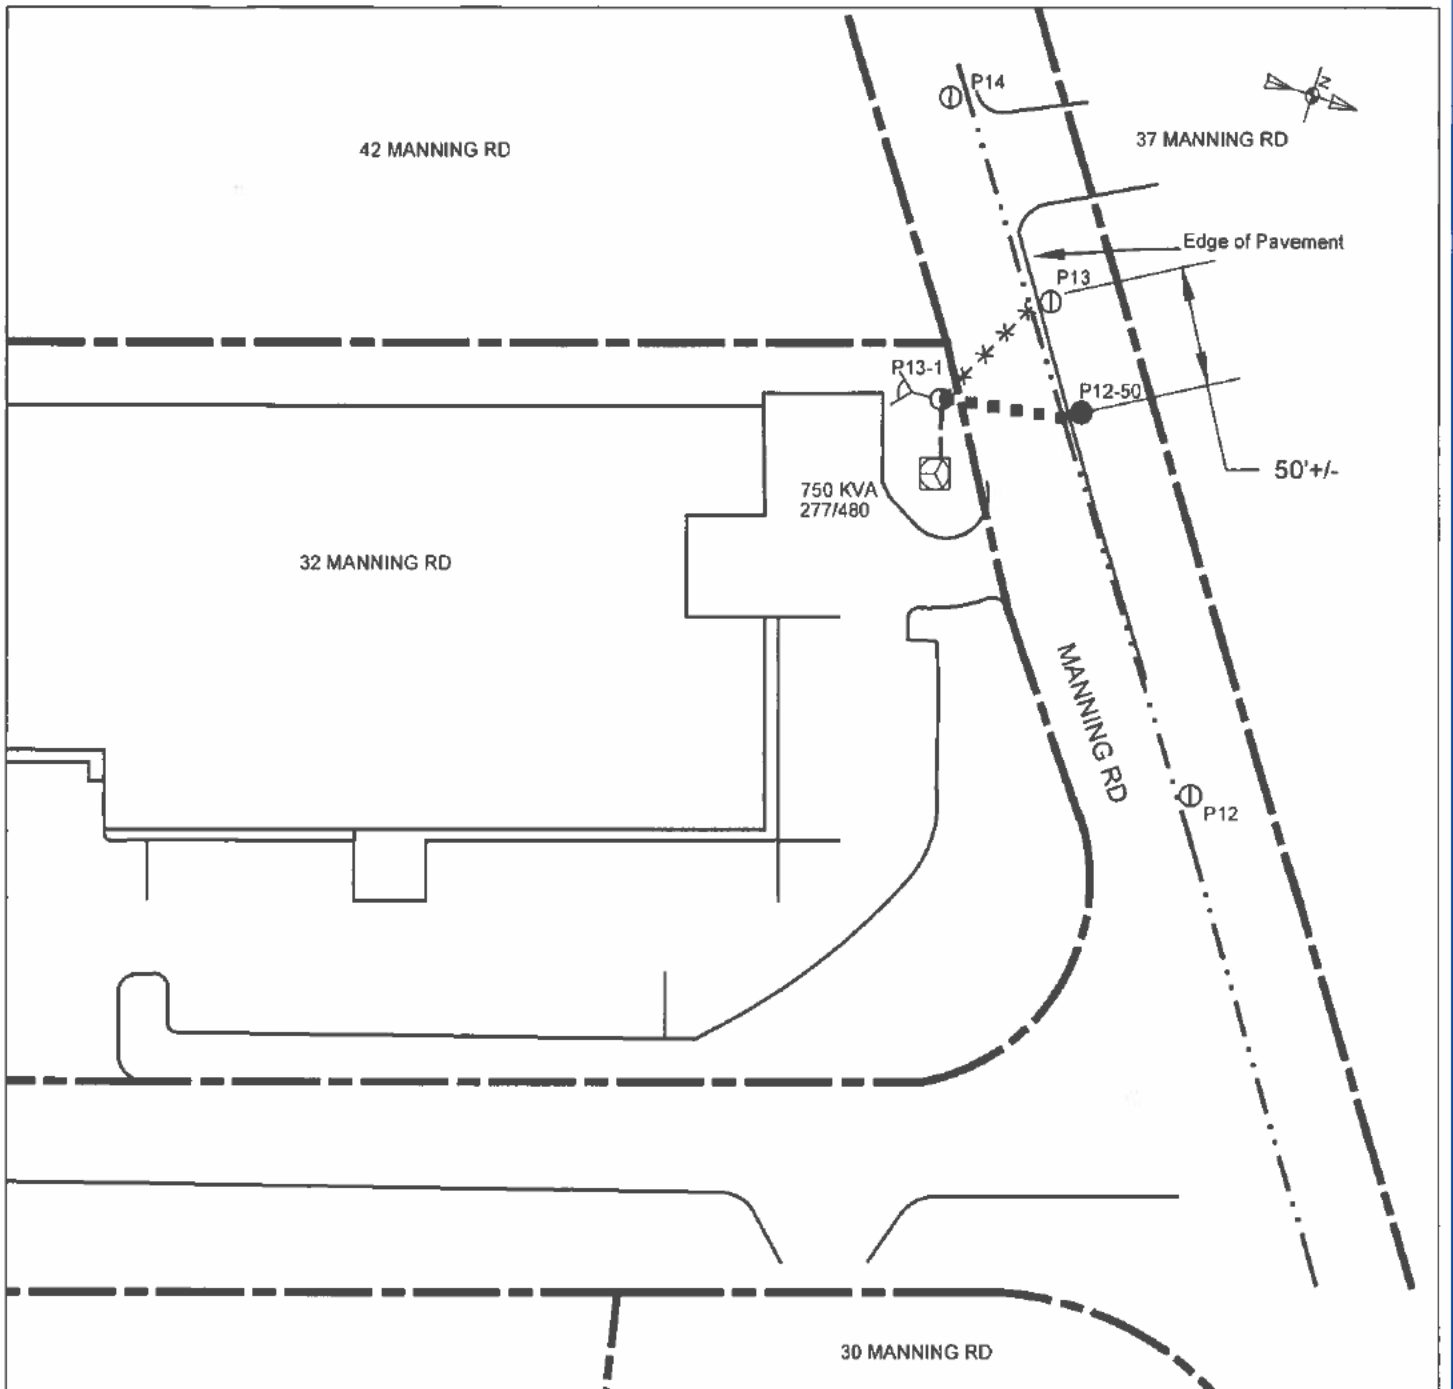 P14
N
42 MANNING RD
37 MANNING RD
Edge of Pavement
P13
P13-1
P12-50
50'+/-
750 KVA
277/480
32 MANNING RD
MANNING RD
P12
30 MANNING RD